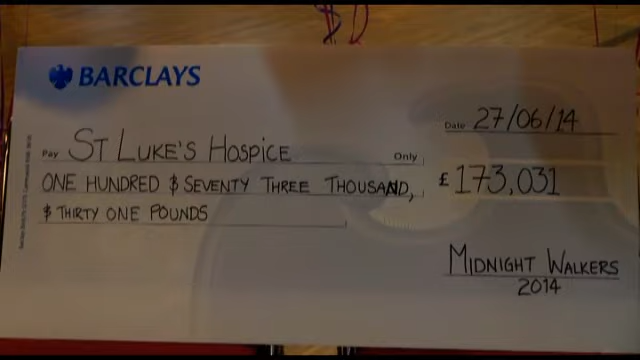 BARCLAYS
Date 27/06/14
Pay ST LUKE'S HOSPICE Only
ONE HUNDRED & SEVENTY THREE THOUSAND, £ 173,031
& THIRTY ONE POUNDS
MIDNIGHT WALKERS
2014